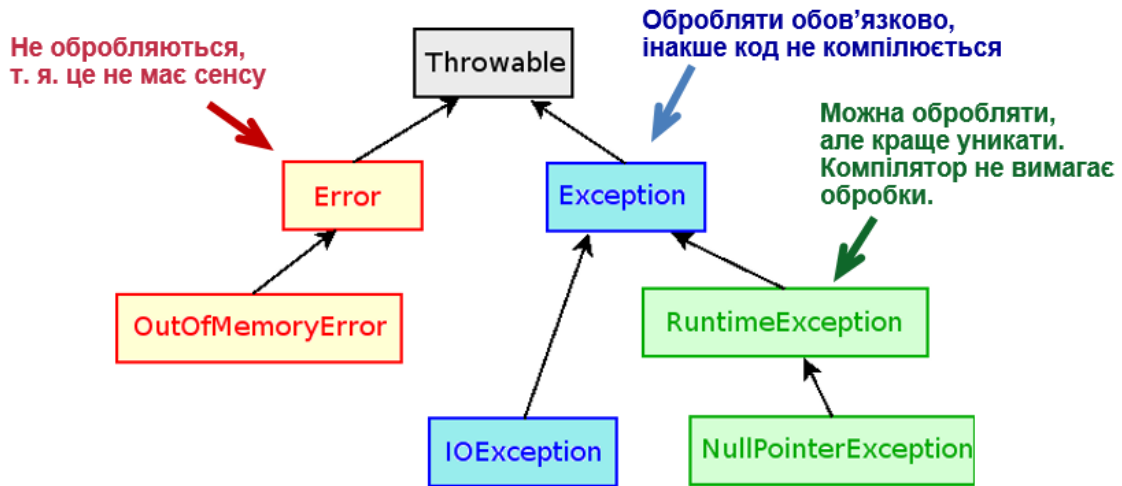 Не обробляються,
т. я. це не має сенсу
Throwable
Обробляти обов’язково,
інакше код не компілюється
Можна обробляти,
але краще уникати.
Компілятор не вимагає
обробки.
Error
Exception
OutOfMemoryError
RuntimeException
IOException
NullPointerException